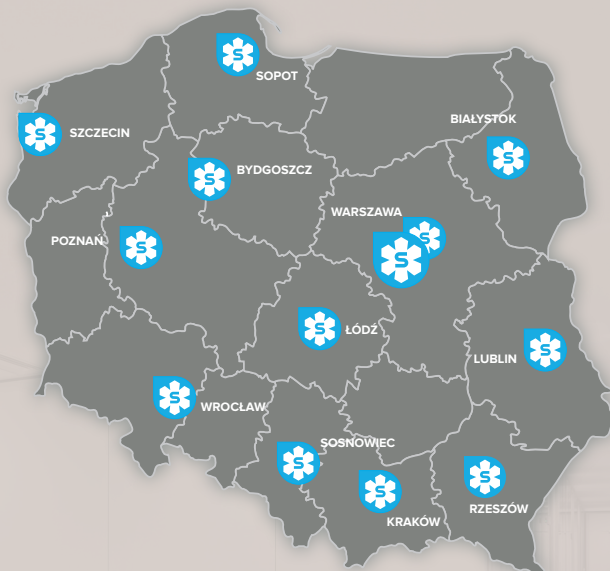 SOPOT
SZCZECIN
BIAŁYSTOK
BYDGOSZCZ
WARSZAWA
POZNAŃ
ŁÓDŹ
LUBLIN
WROCŁAW
SOSNOWIEC
RZESZÓW
KRAKÓW